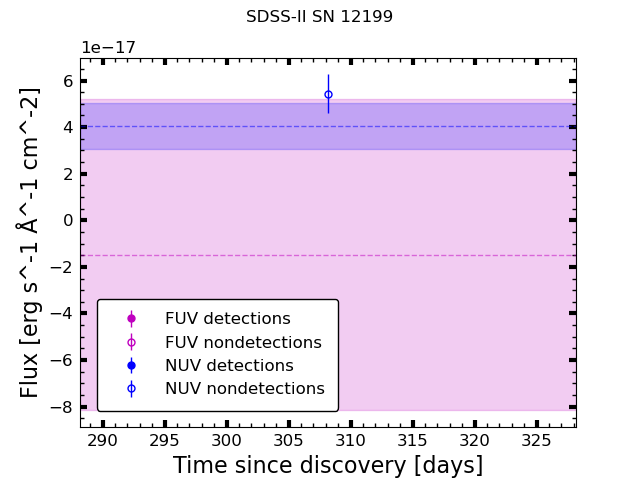 SDSS-II SN 12199
1e−17
6
4
2
0
−2
−4
−6
−8
Flux [erg s^-1 Å^-1 cm^-2]
FUV detections
FUV nondetections
NUV detections
NUV nondetections
290 295 300 305 310 315 320 325
Time since discovery [days]